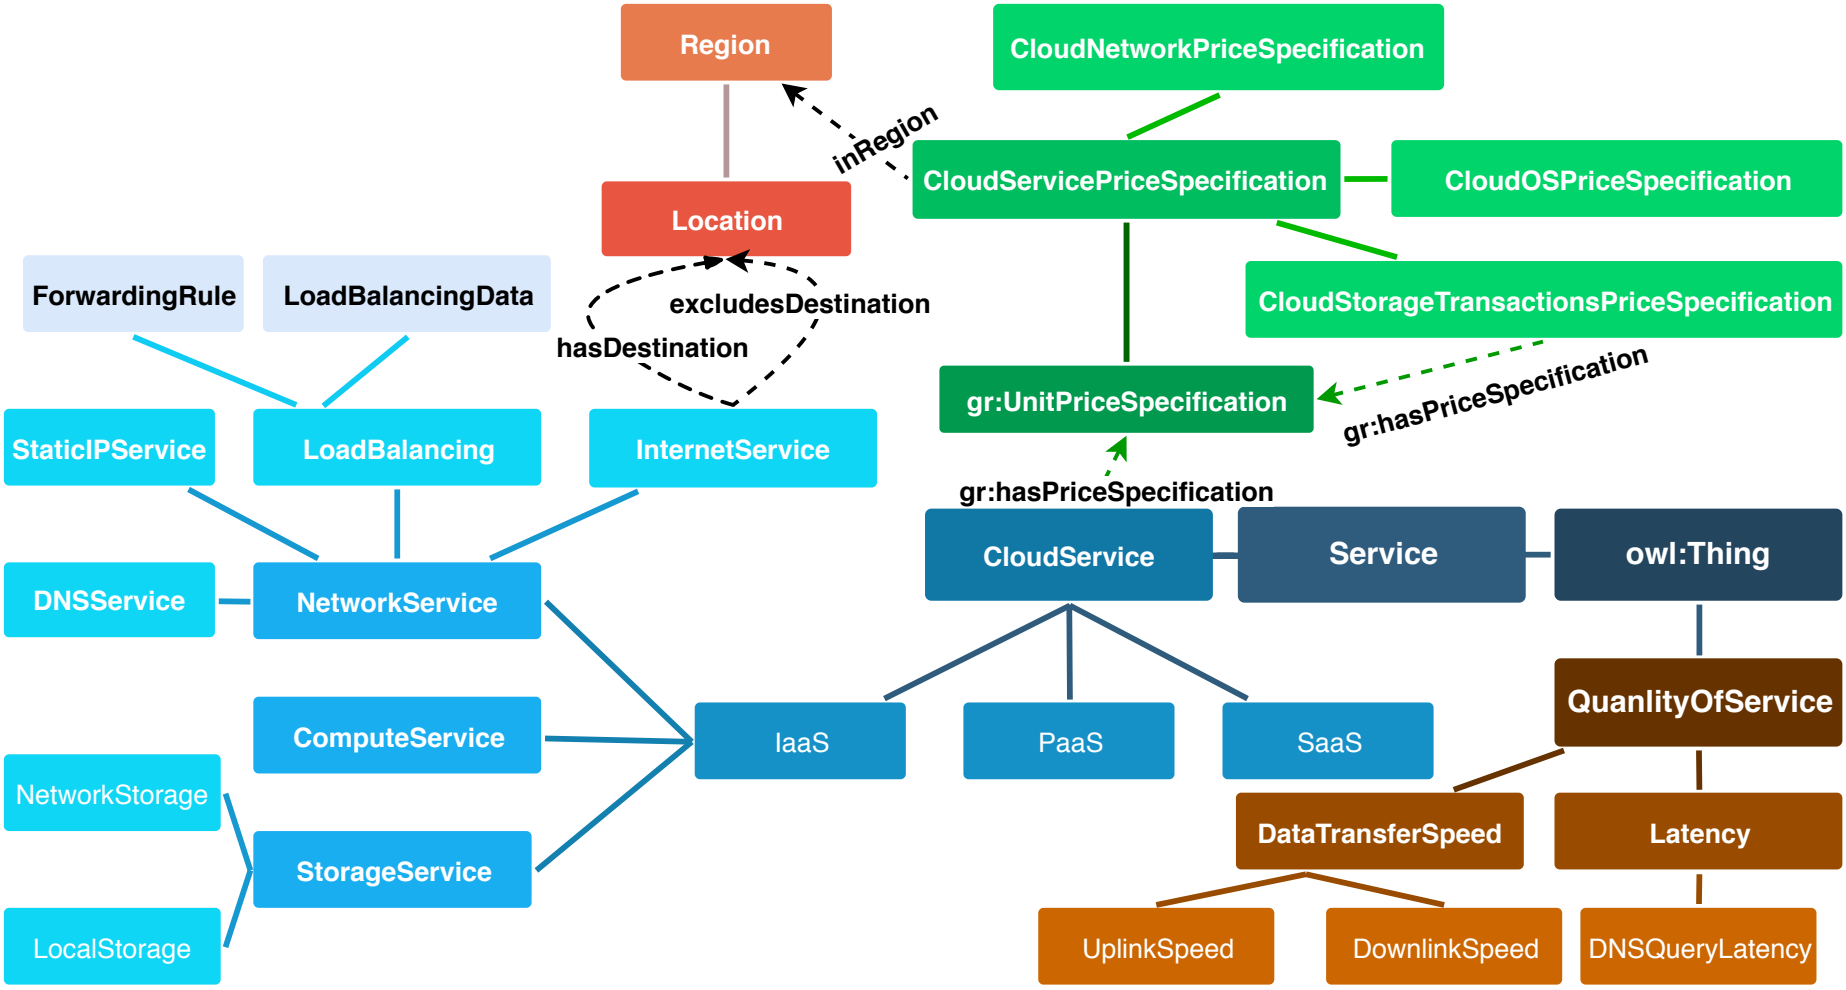 Region
CloudNetworkPriceSpecification
inRegion
CloudServicePriceSpecification
CloudOSPriceSpecification
Location
ForwardingRule
LoadBalancingData
excludesDestination
CloudStorageTransactionsPriceSpecification
hasDestination
gr:UnitPriceSpecification
gr:hasPriceSpecification
StaticIPService
LoadBalancing
InternetService
gr:hasPriceSpecification
CloudService
Service
owl:Thing
DNSService
NetworkService
QuanlityOfService
ComputeService
IaaS
PaaS
SaaS
NetworkStorage
DataTransferSpeed
Latency
StorageService
LocalStorage
UplinkSpeed
DownlinkSpeed
DNSQueryLatency